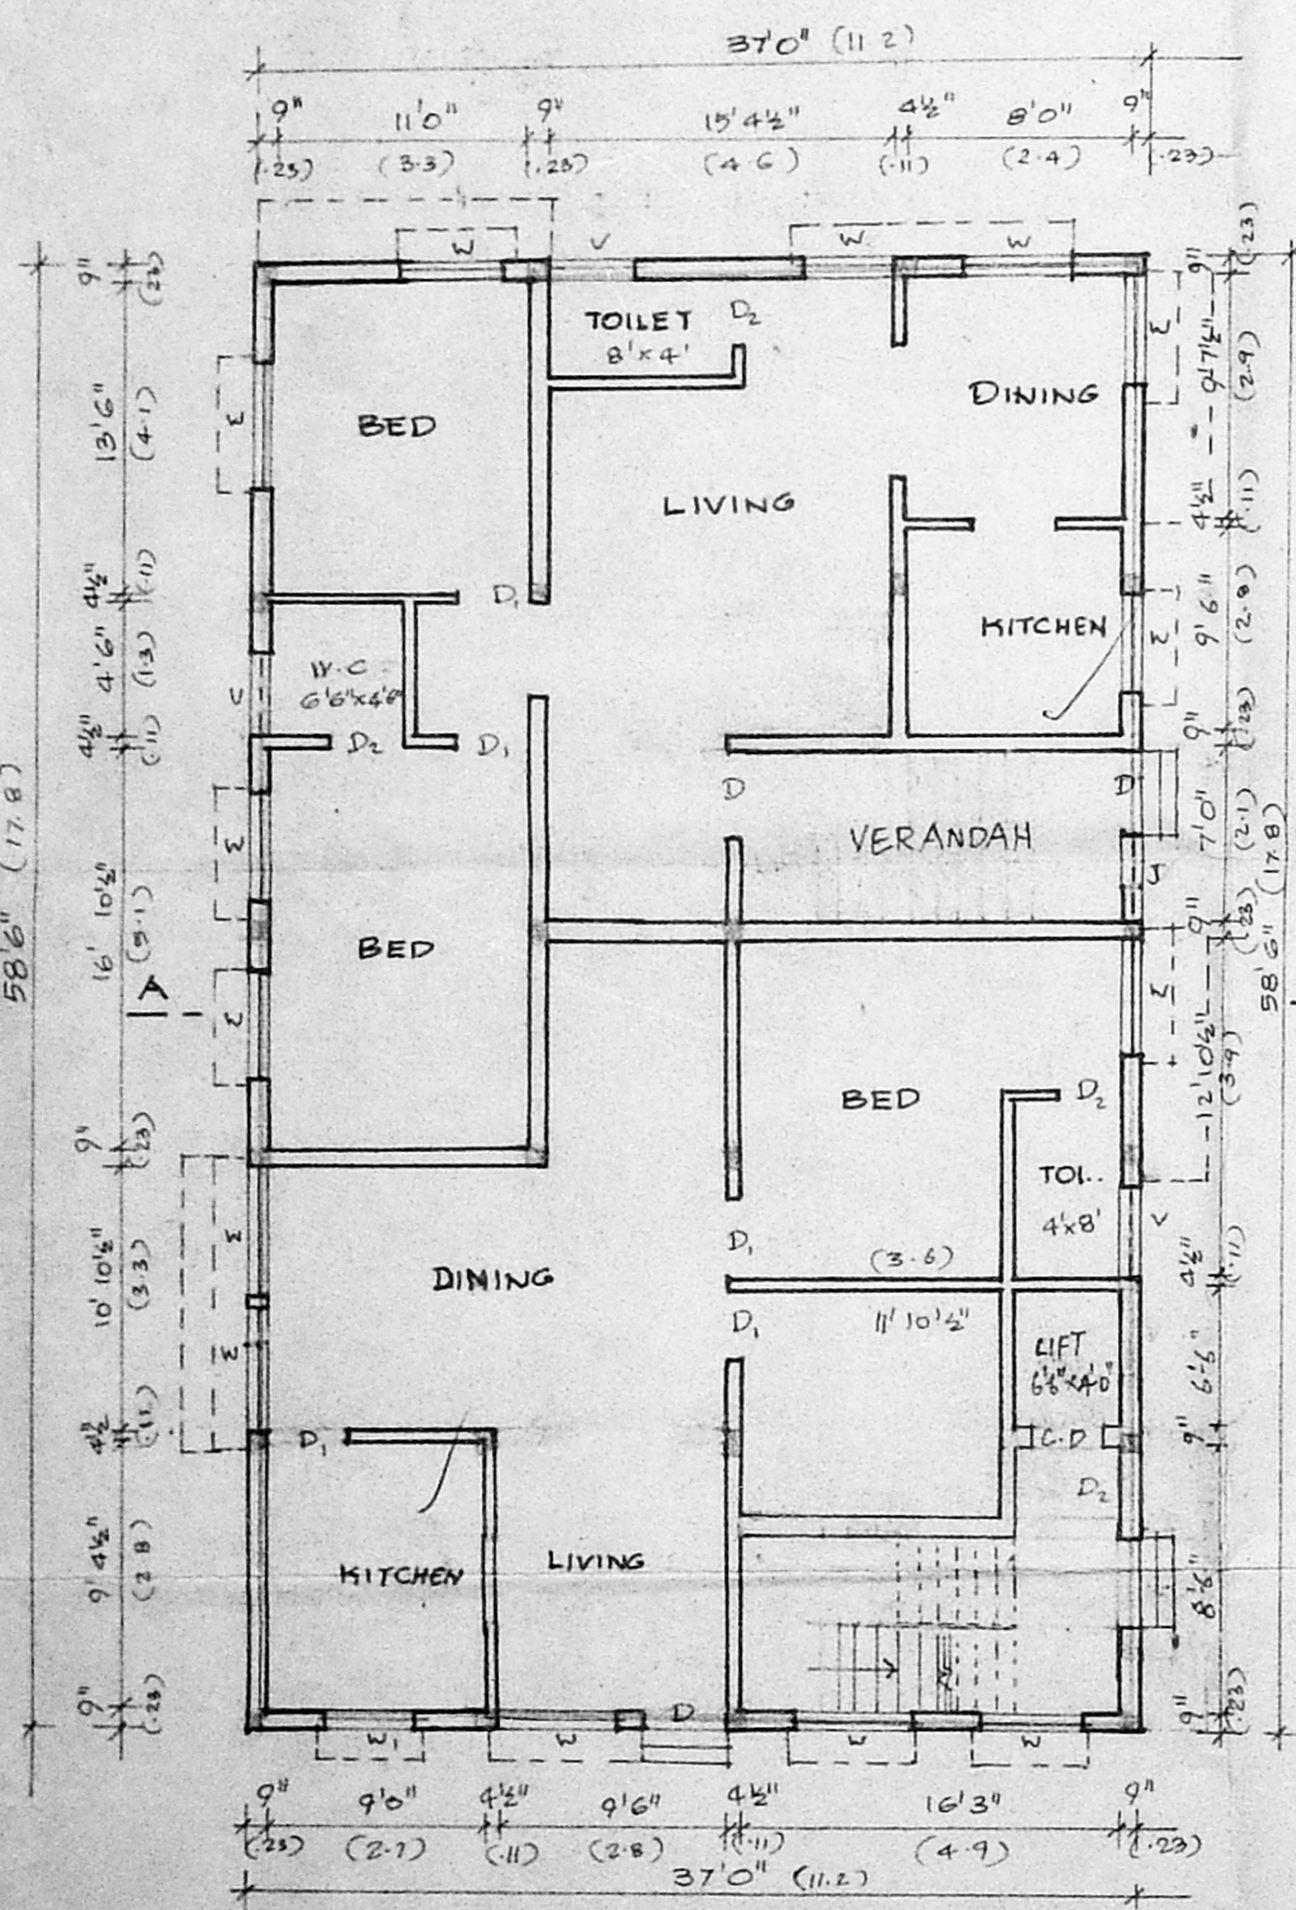 37'0" (11.2)
9" 11'0" 9" 15'4½" 4½" 8'0" 9"
(.23) (3.3) (.23) (4.6) (.11) (2.4) (.23)
W V W W
9" (.23)
9" (.23)
TOILET D2
8'×4'
W
9'7½" (2.9)
DINING
13'6" (4.1)
W
BED
LIVING
4½" (.11)
4½" (.11)
D1
9'6" (2.8)
KITCHEN
W
4'6" (1.3)
W.C
6'6"×4'6"
V
4½" (.11)
D2 D1
9" (.23)
D D
7'0" (2.1)
VERANDAH
W
J
58'6" (17.8)
58'6" (17.8)
16' 10½" (5.1)
9" (.23)
BED
A
W
W
12'10½" (3.9)
BED
D2
9" (.23)
TOI..
4'×8'
V
W
D1
(3.6)
4½" (.11)
DINING
10' 10½" (3.3)
D1
11' 10½"
LIFT
6'6"×4'0"
6'-6"
W
4½ (.11)
D1
C.D
9"
D2
9' 4½" (2.8)
KITCHEN
LIVING
8'6"
9" (.23)
D
9" (.23)
W1 W W W
9" 9'0" 4½" 9'6" 4½" 16'3" 9"
(.23) (2.7) (.11) (2.8) (.11) (4.9) (.23)
37'0" (11.2)